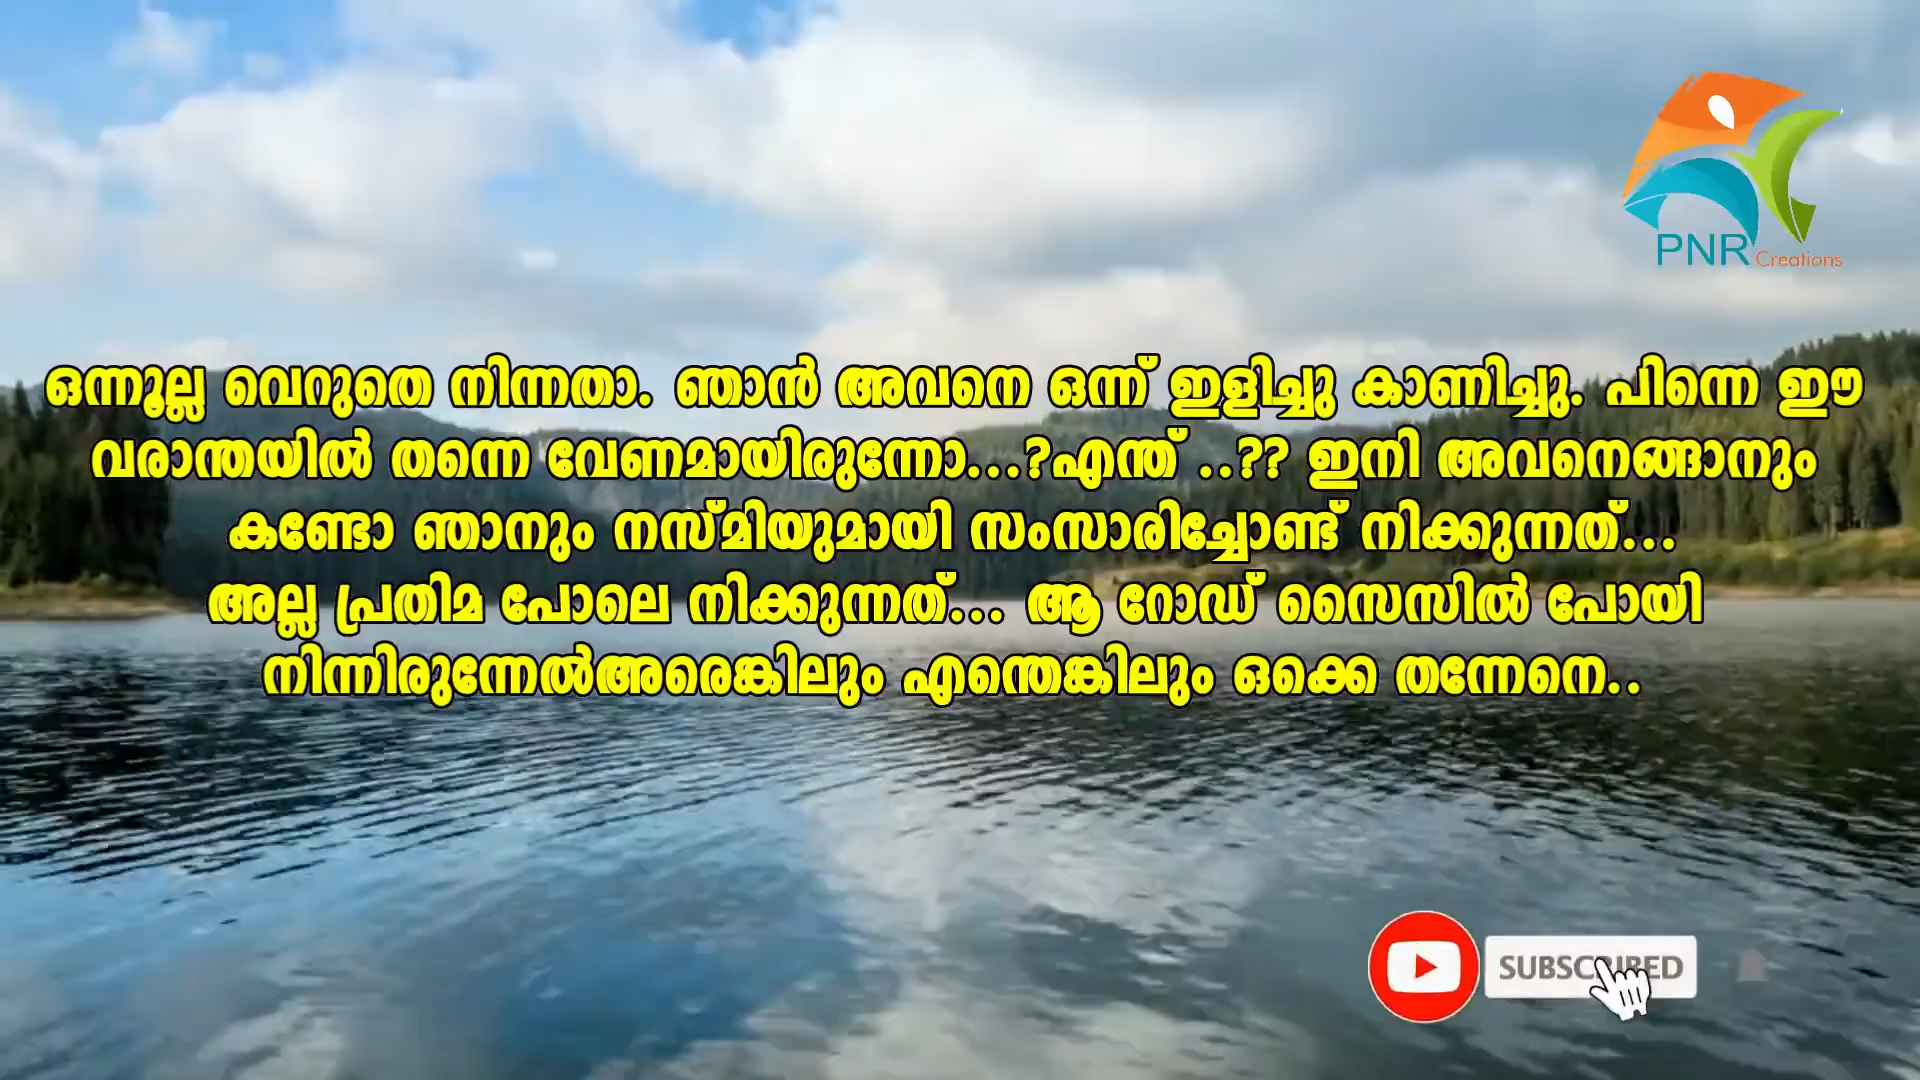 PNR Creations
ഒന്നൂല്ല വെറുതെ നിന്നതാ. ഞാൻ അവനെ ഒന്ന് ഇളിച്ചു കാണിച്ചു. പിന്നെ ഈ
വരാന്തയിൽ തന്നെ വേണമായിരുന്നോ...?എന്ത് ..?? ഇനി അവനെങ്ങാനും
കണ്ടോ ഞാനും നസ്മിയുമായി സംസാരിച്ചോണ്ട് നിക്കുന്നത്...
അല്ല പ്രതിമ പോലെ നിക്കുന്നത്... ആ റോഡ് സൈസിൽ പോയി
നിന്നിരുന്നേൽഅരെങ്കിലും എന്തെങ്കിലും ഒക്കെ തന്നേനെ..
SUBSCRIBED